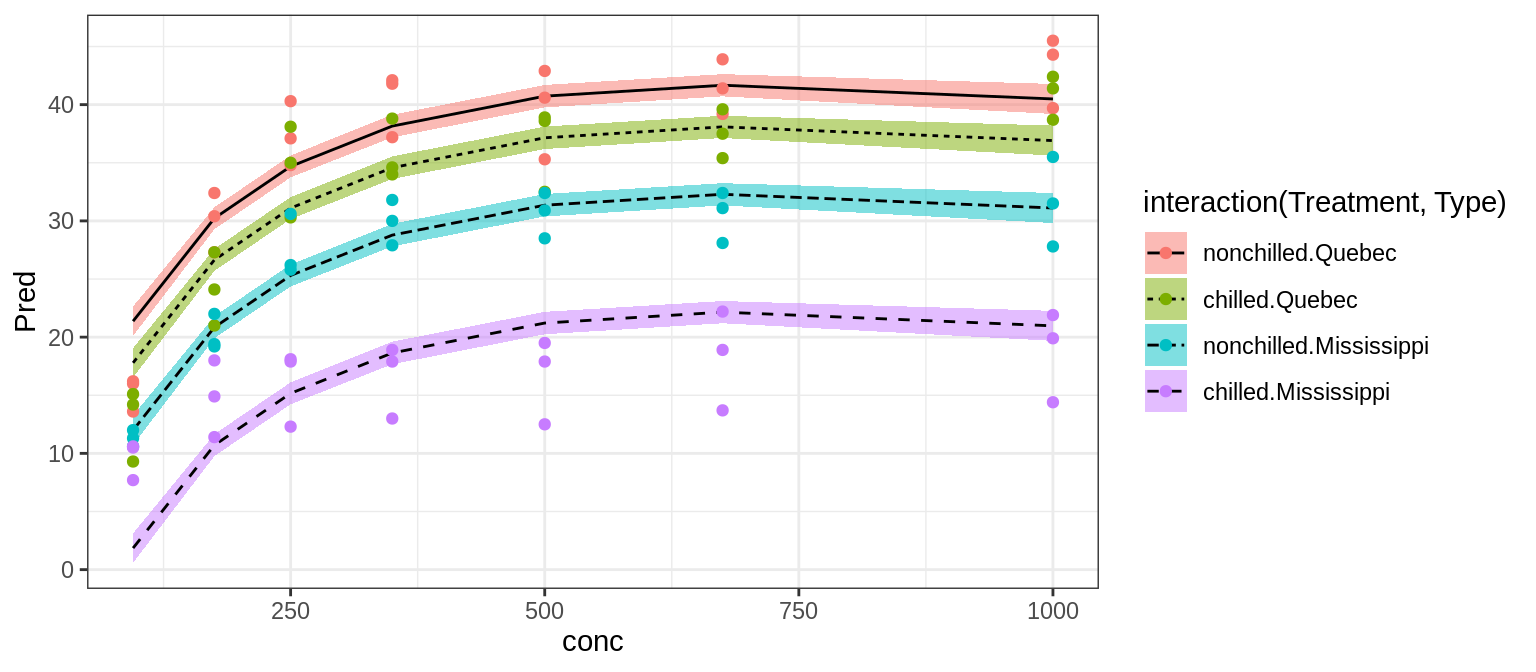 Pred
40
30
20
10
0
250
500
750
1000
conc
interaction(Treatment, Type)
nonchilled.Quebec
chilled.Quebec
nonchilled.Mississippi
chilled.Mississippi